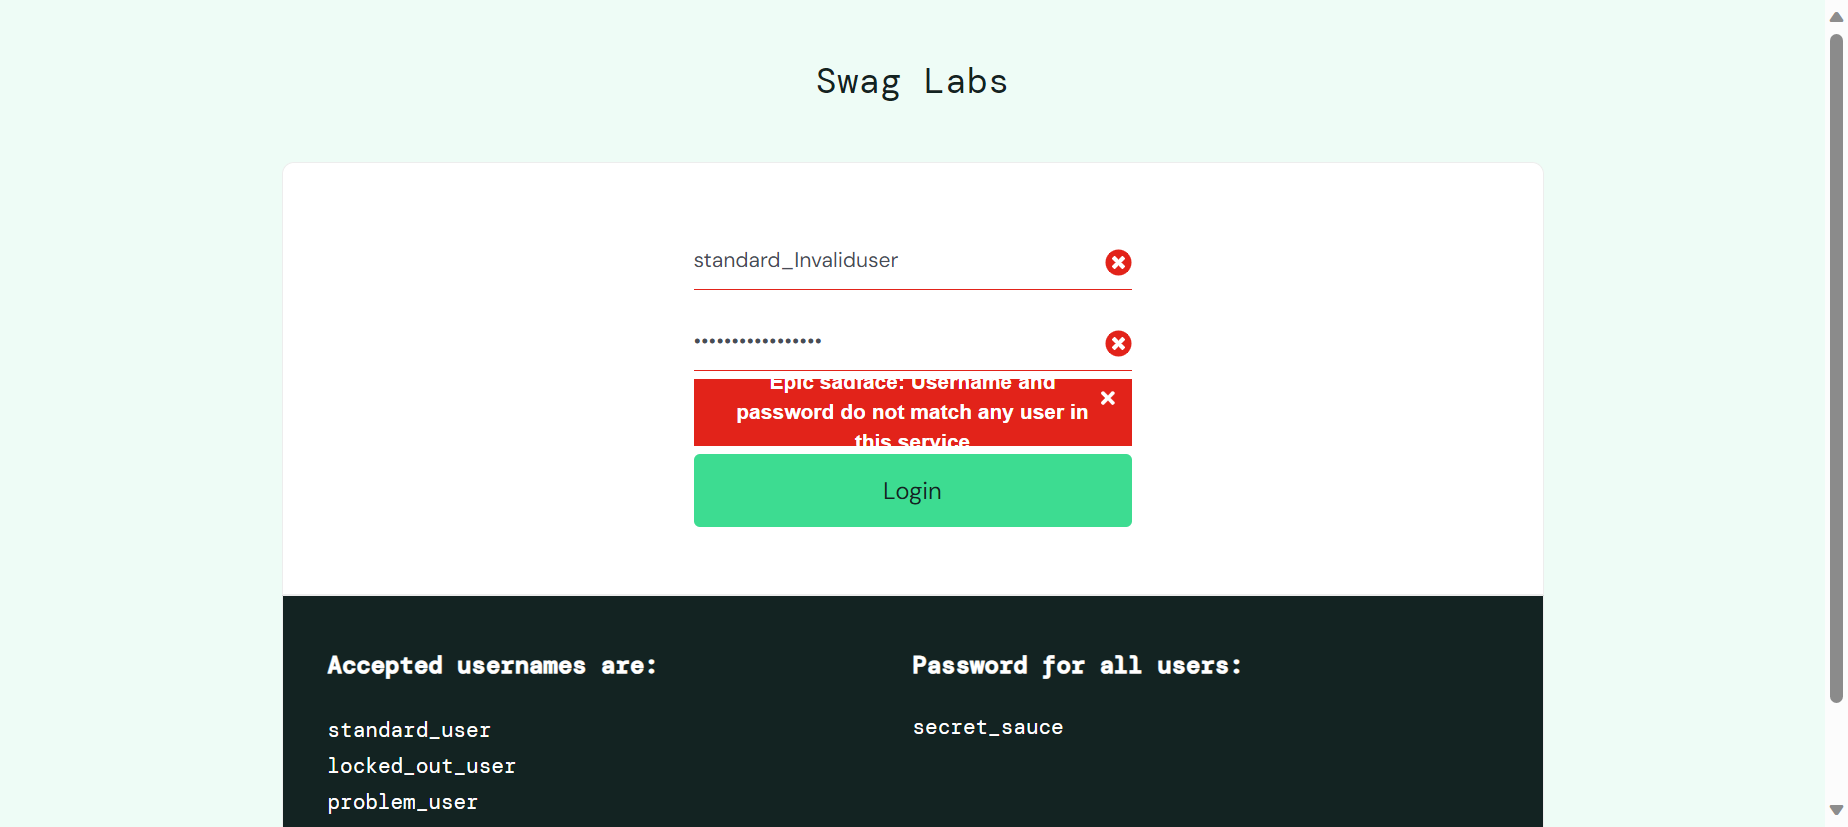 Swag Labs
standard_Invaliduser
•••••••••••••••••
Epic sadface: Username and
password do not match any user in
this service
Login
Accepted usernames are:
standard_user
locked_out_user
problem_user
Password for all users:
secret_sauce